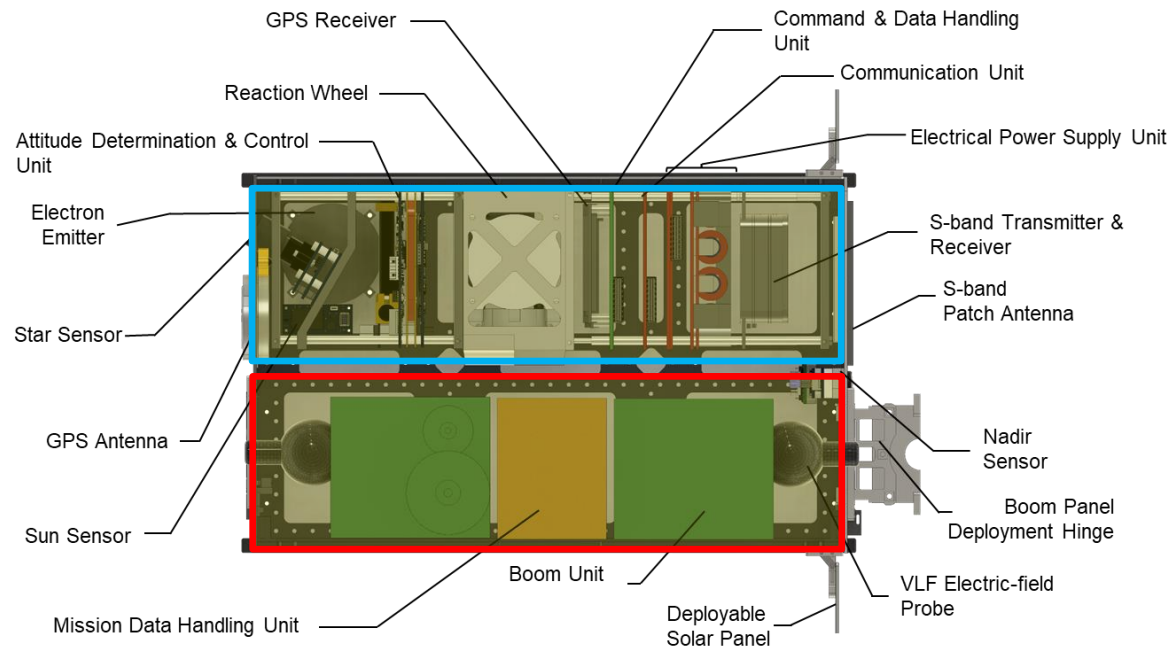 GPS Receiver
Command & Data Handling
Unit
Communication Unit
Reaction Wheel
Electrical Power Supply Unit
Attitude Determination & Control
Unit
Electron
Emitter
S-band Transmitter &
Receiver
S-band
Patch Antenna
Star Sensor
GPS Antenna
Nadir
Sensor
Sun Sensor
Boom Panel
Deployment Hinge
Boom Unit
VLF Electric-field
Probe
Mission Data Handling Unit
Deployable
Solar Panel